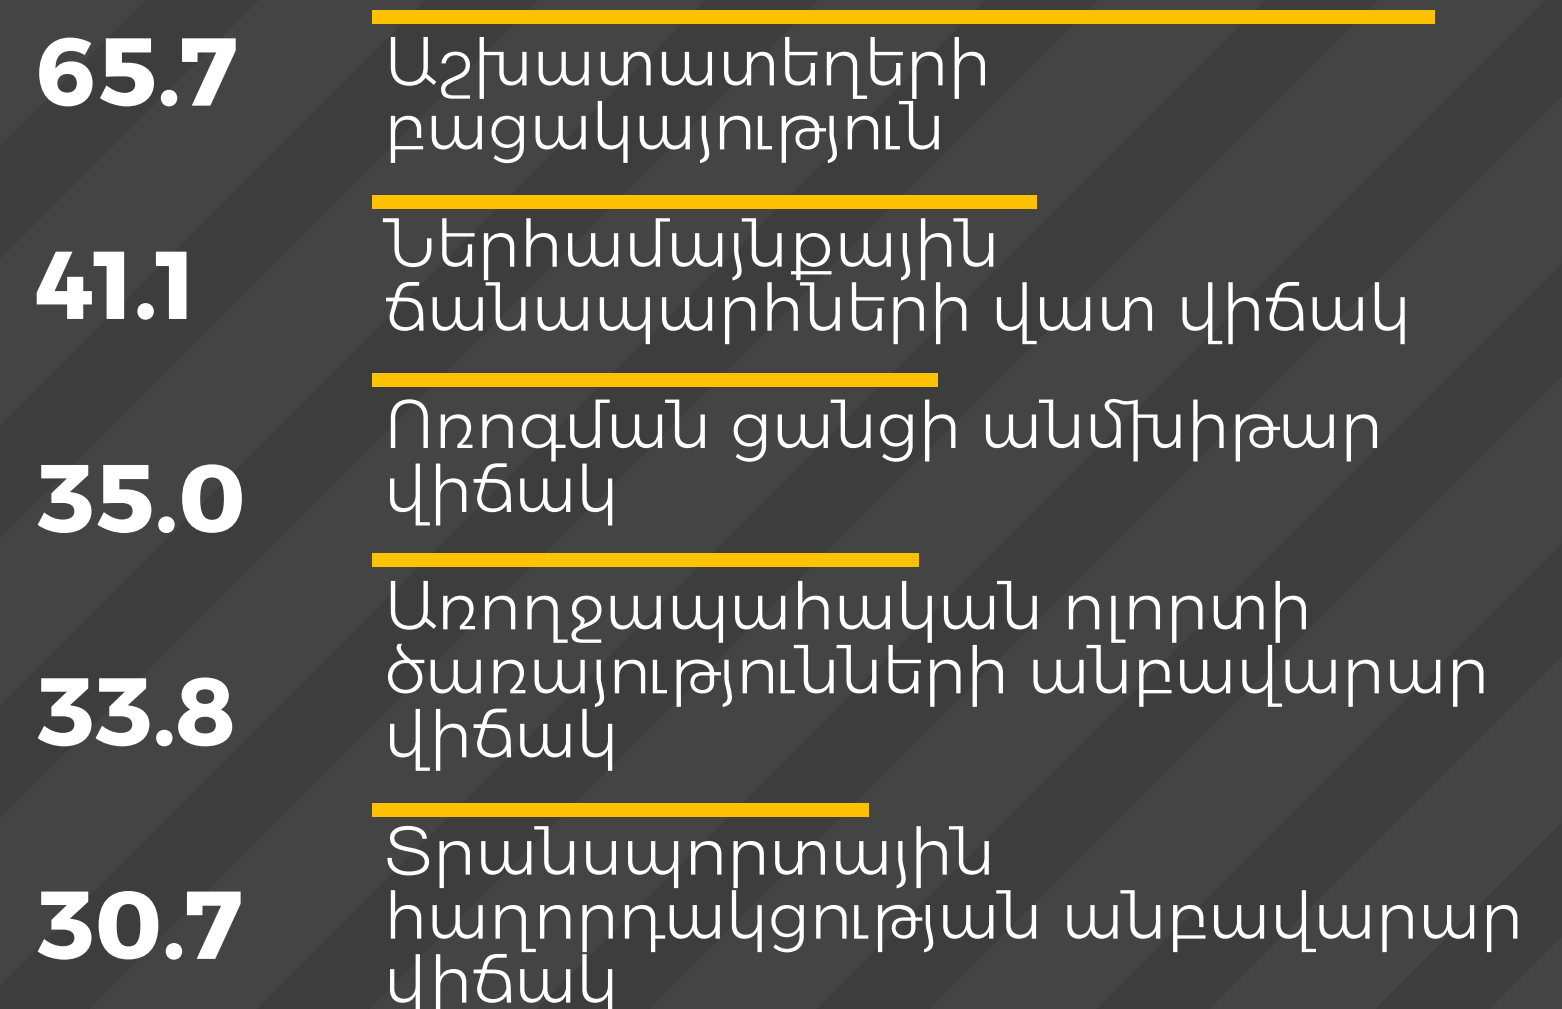 65.7
Աշխատատեղերի
բացակայություն
41.1
Ներհամայնքային
ճանապարհների վատ վիճակ
35.0
Ոռոգման ցանցի անմխիթար
վիճակ
33.8
Առողջապահական ոլորտի
ծառայությունների անբավարար
վիճակ
30.7
Տրանսպորտային
հաղորդակցության անբավարար
վիճակ